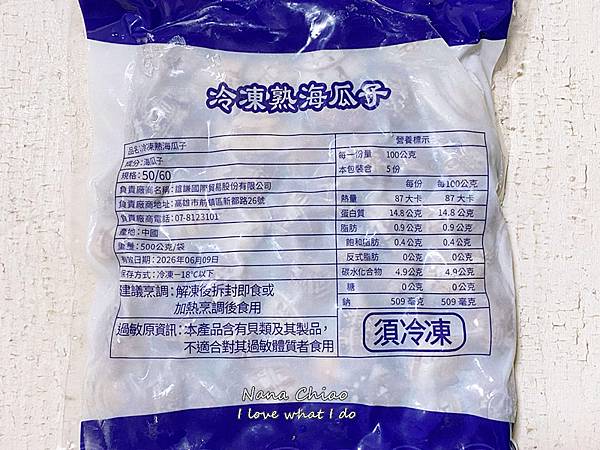 冷凍熟海瓜子
品名:冷凍熟海瓜子
成分:海瓜子
規格:50/60
負責廠商名稱:誼謙國際貿易股份有限公司
負責廠商地址:高雄市前鎮區新都路26號
負責廠商電話:07-8123101
產地:中國
重量:500公克/袋
有效日期:2026年06月09日
保存方式:冷凍-18℃以下
建議烹調:解凍後拆封即食或
加熱烹調後食用
過敏原資訊:本產品含有貝類及其製品,
不適合對其過敏體質者食用
營養標示
每一份量 100公克
本包裝含 5份
每份 每100公克
熱量 87大卡 87大卡
蛋白質 14.8公克 14.8公克
脂肪 0.9公克 0.9公克
飽和脂肪 0.4公克 0.4公克
反式脂肪 0公克 0公克
碳水化合物 4.9公克 4.9公克
糖 0公克 0公克
鈉 509毫克 509毫克
須冷凍
Nana Chiao
I love what I do